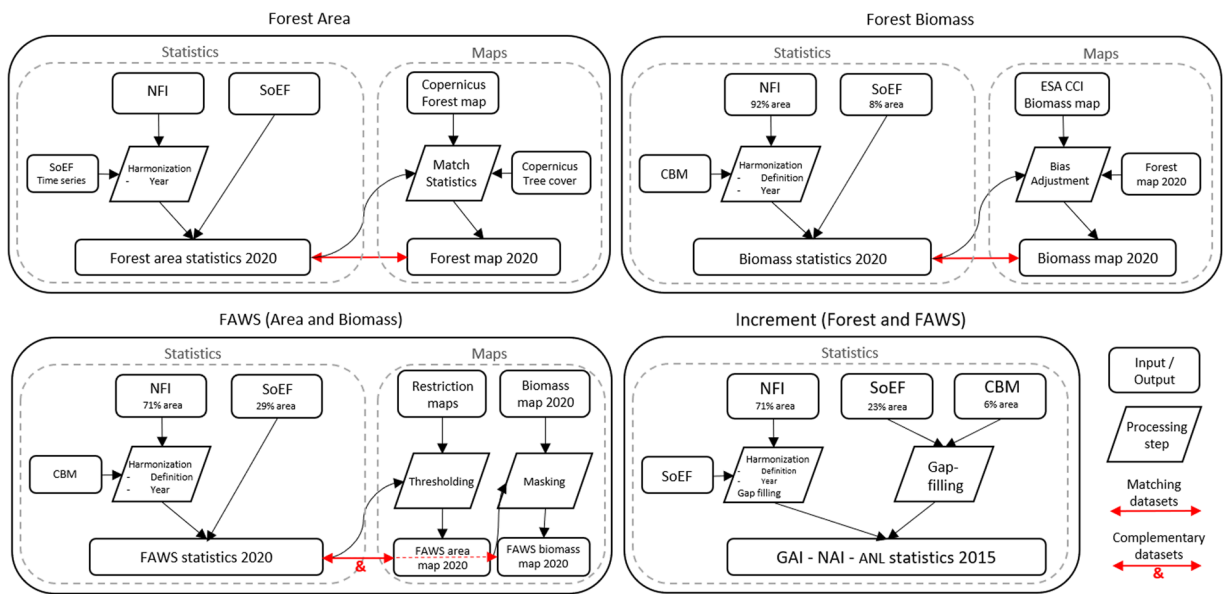 Forest Area
Statistics
Maps
NFI
SoEF
Copernicus
Forest map
SoEF
Time series
Harmonization
- Year
Match
Statistics
Copernicus
Tree cover
Forest area statistics 2020
Forest map 2020
Forest Biomass
Statistics
Maps
NFI
92% area
SoEF
8% area
ESA CCI
Biomass map
CBM
Harmonization
- Definition
- Year
Bias
Adjustment
Forest
map 2020
Biomass statistics 2020
Biomass map 2020
FAWS (Area and Biomass)
Statistics
Maps
NFI
71% area
SoEF
29% area
Restriction
maps
Biomass
map 2020
CBM
Harmonization
- Definition
- Year
Thresholding
Masking
FAWS statistics 2020
&
FAWS area
map 2020
FAWS biomass
map 2020
Increment (Forest and FAWS)
Statistics
NFI
71% area
SoEF
23% area
CBM
6% area
SoEF
Harmonization
- Definition
- Year
Gap filling
Gap-
filling
GAI - NAI - ANL statistics 2015
Input /
Output
Processing
step
Matching
datasets
Complementary
datasets
&